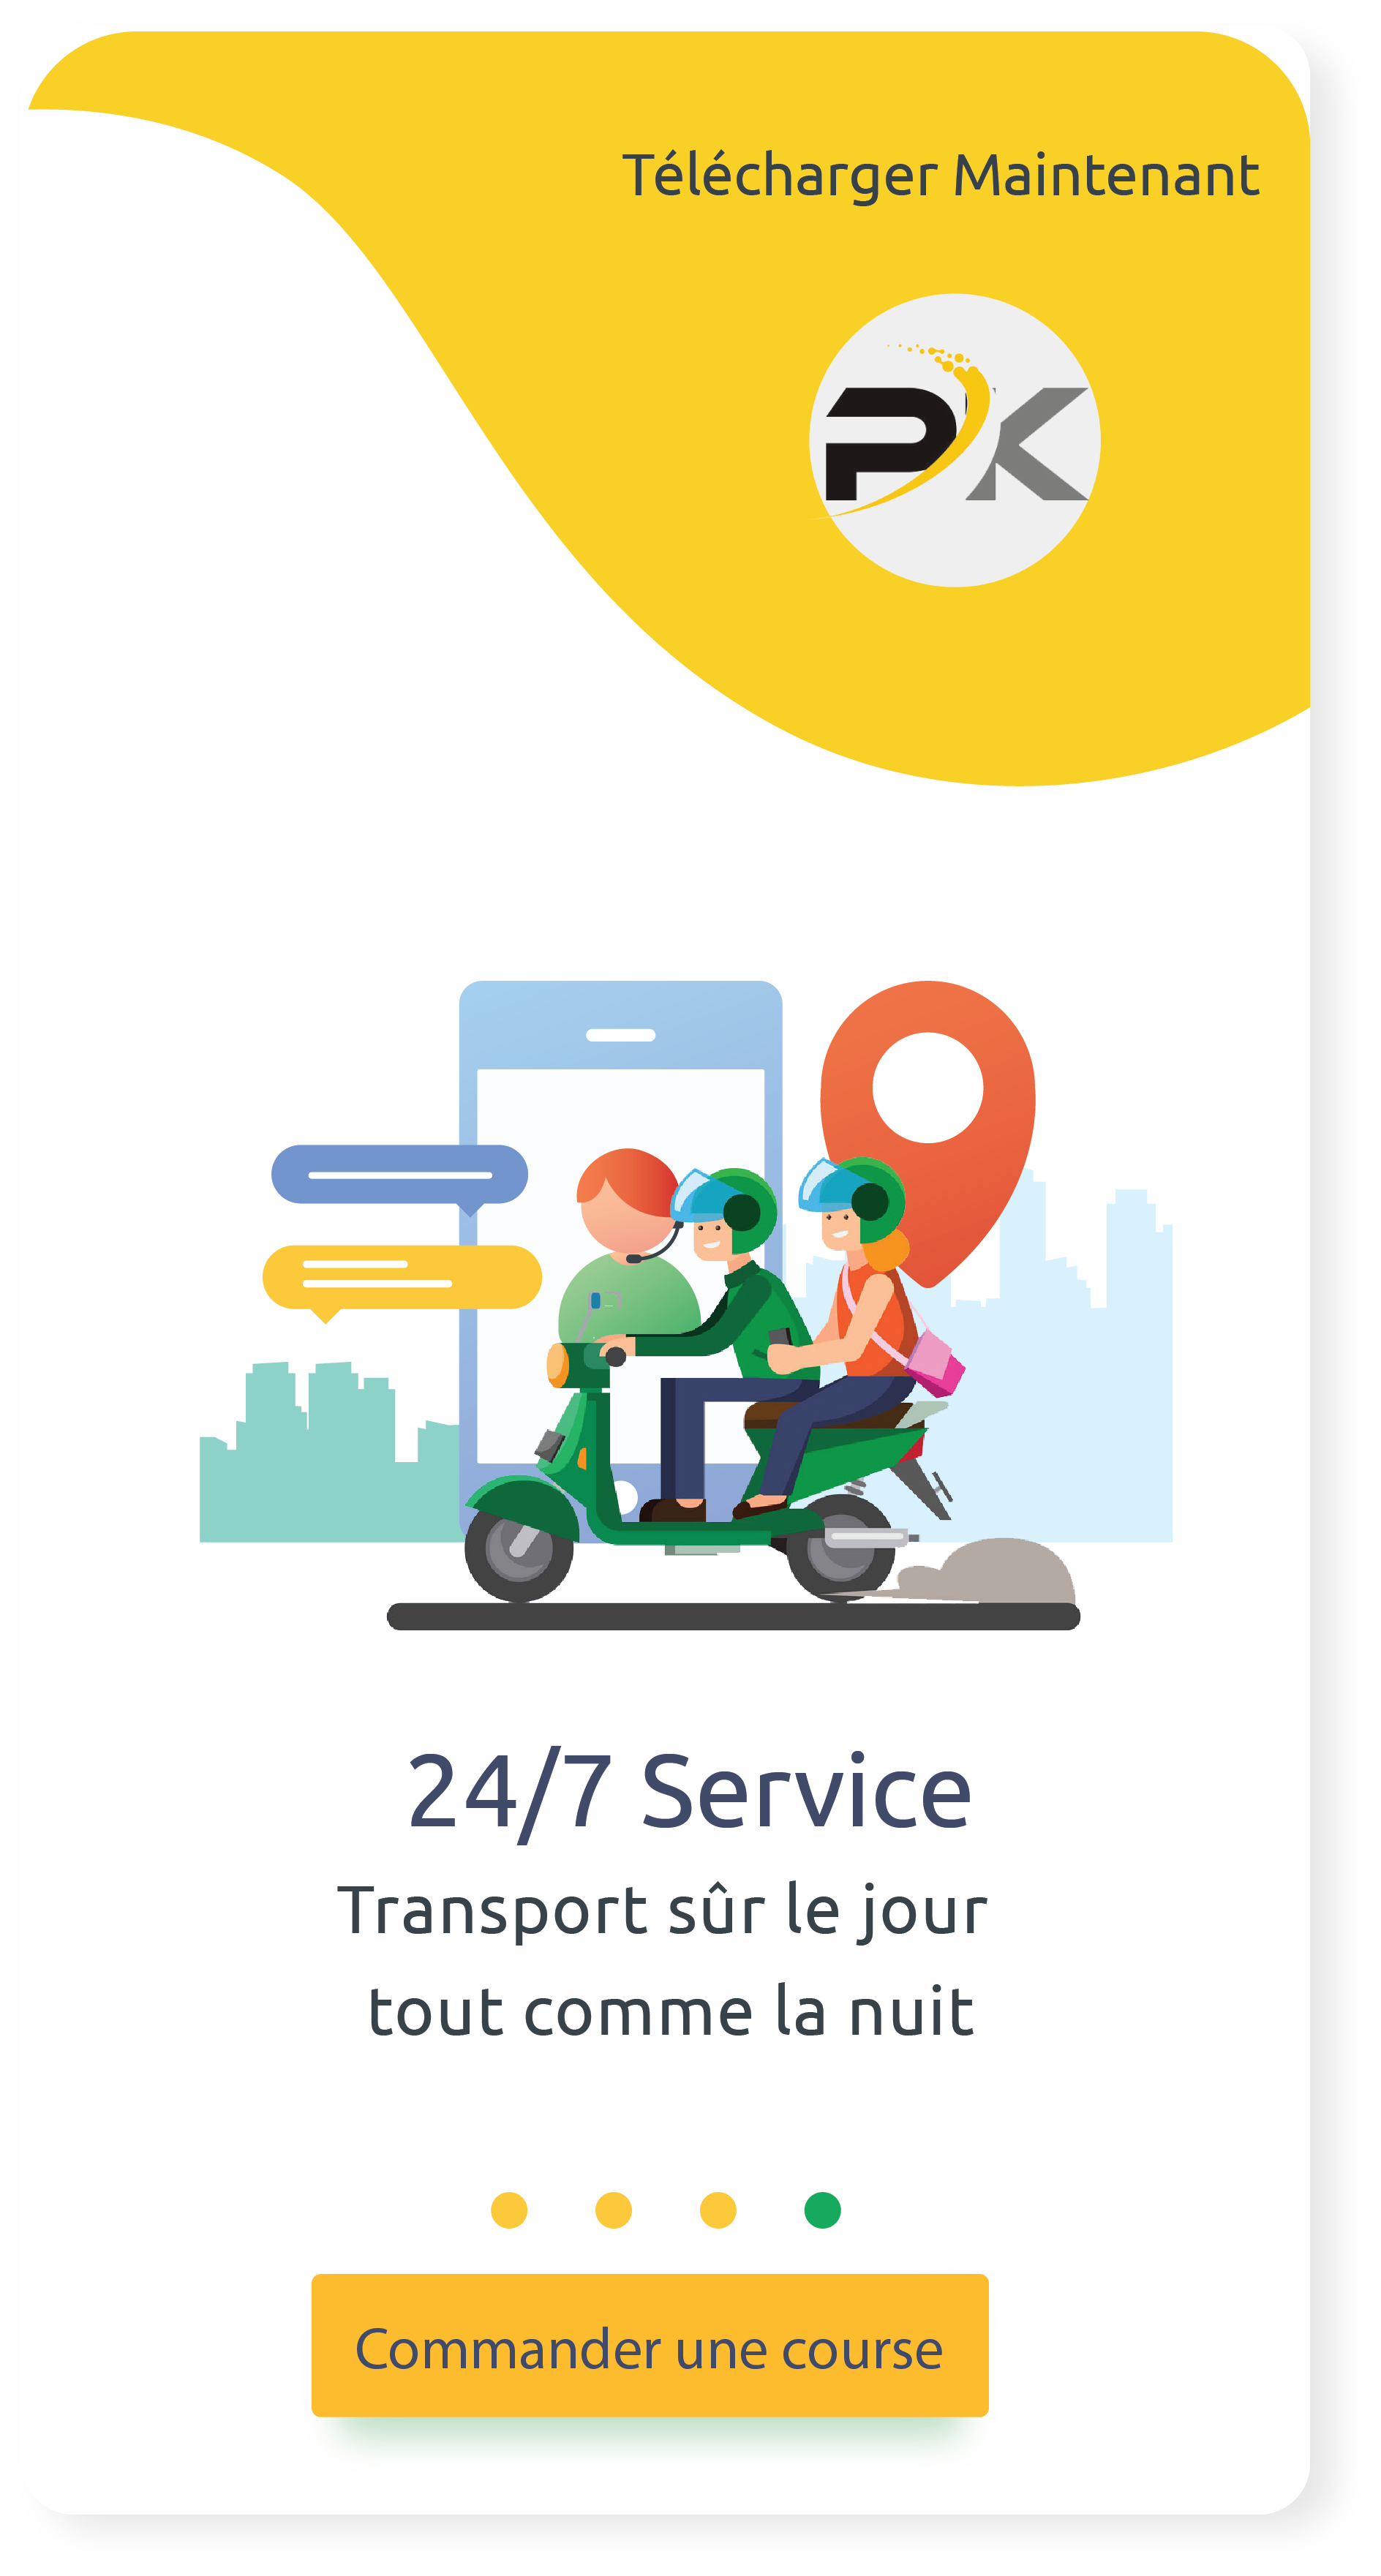 Télécharger Maintenant
PK
24/7 Service
Transport sûr le jour
tout comme la nuit
Commander une course